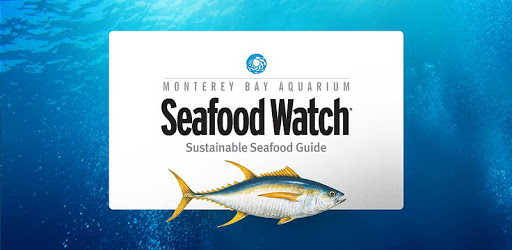 MONTEREY BAY AQUARIUM
Seafood Watch®
Sustainable Seafood Guide